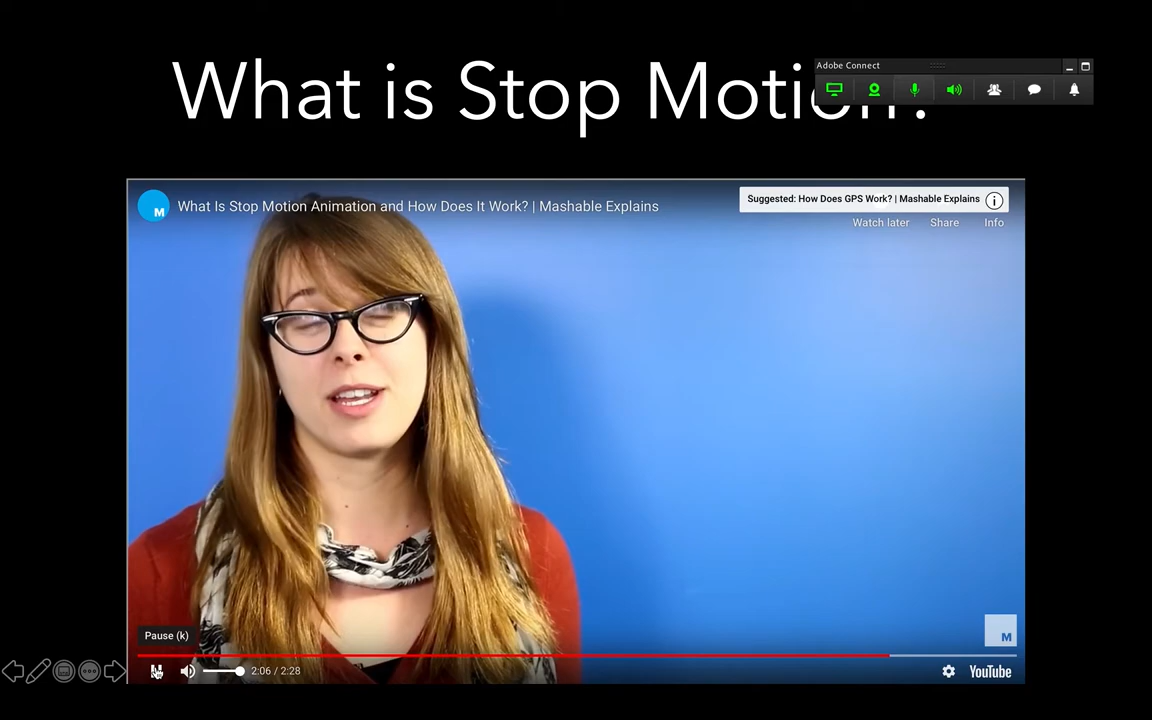 What is Stop Motion?
Adobe Connect
M
What Is Stop Motion Animation and How Does It Work? | Mashable Explains
Suggested: How Does GPS Work? | Mashable Explains
i
Watch later
Share
Info
M
Pause (k)
2:06 / 2:28
YouTube